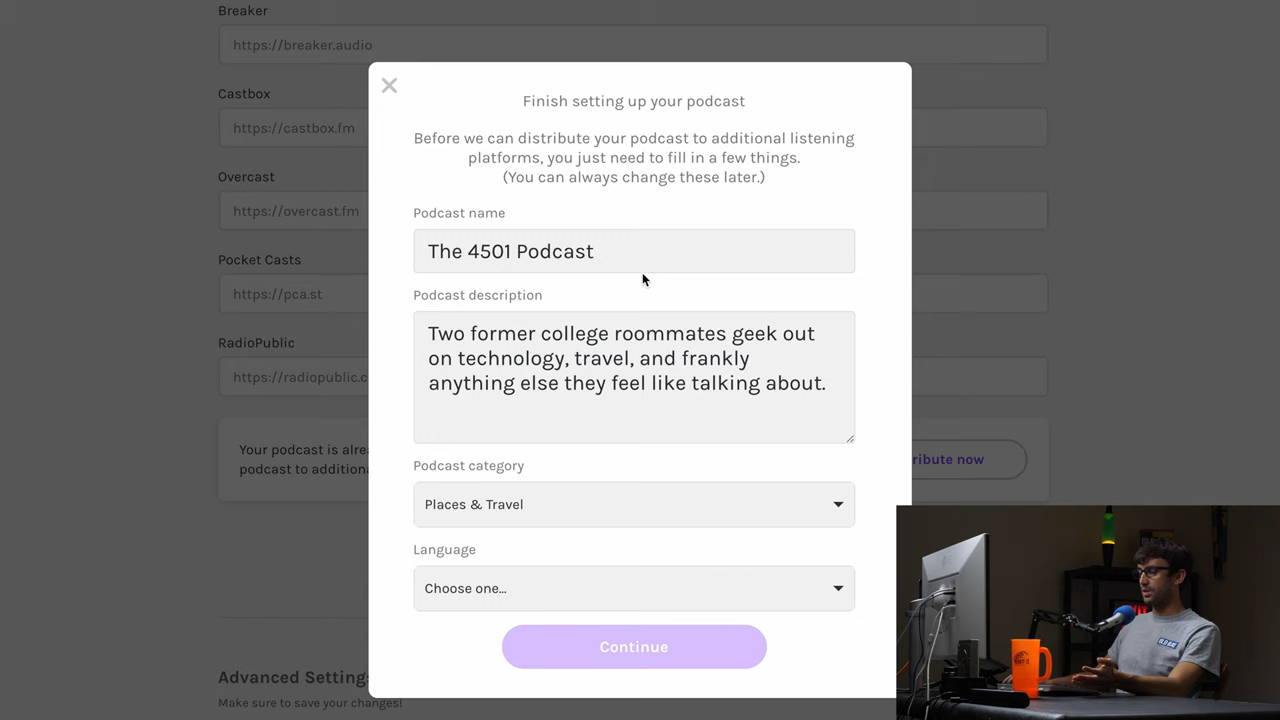 Breaker
https://breaker.audio
Castbox
https://castbox.fm
Overcast
https://overcast.fm
Pocket Casts
https://pca.st
RadioPublic
https://radiopublic.c
Your podcast is alre
podcast to additiona
ribute now
Advanced Setting
Make sure to save your changes!
Finish setting up your podcast
Before we can distribute your podcast to additional listening
platforms, you just need to fill in a few things.
(You can always change these later.)
Podcast name
The 4501 Podcast
Podcast description
Two former college roommates geek out
on technology, travel, and frankly
anything else they feel like talking about.
Podcast category
Places & Travel
Language
Choose one...
Continue